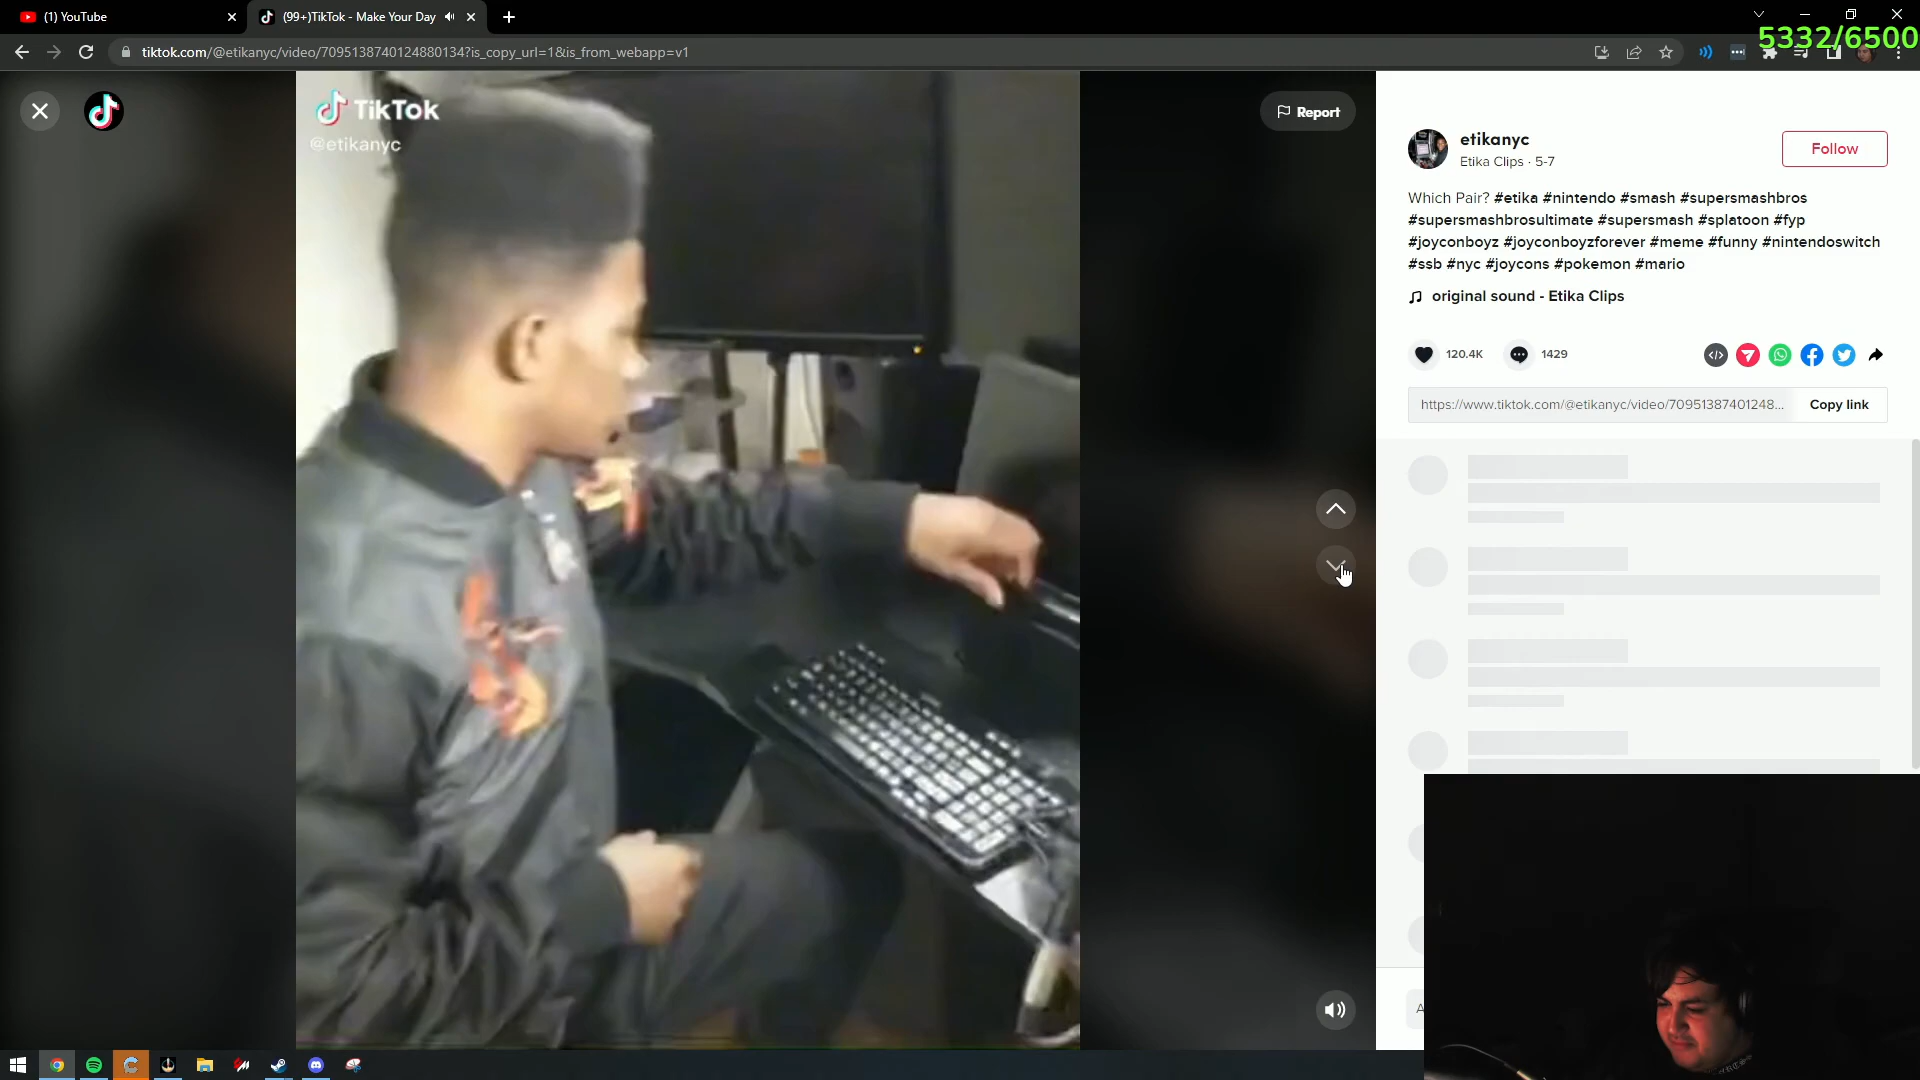 (1) YouTube
(99+)TikTok - Make Your Day
5332/6500
tiktok.com/@etikanyc/video/7095138740124880134?is_copy_url=1&is_from_webapp=v1
TikTok
@etikanyc
Report
etikanyc
Etika Clips · 5-7
Follow
Which Pair? #etika #nintendo #smash #supersmashbros
#supersmashbrosultimate #supersmash #splatoon #fyp
#joyconboyz #joyconboyzforever #meme #funny #nintendoswitch
#ssb #nyc #joycons #pokemon #mario
original sound - Etika Clips
120.4K
1429
https://www.tiktok.com/@etikanyc/video/70951387401248...
Copy link